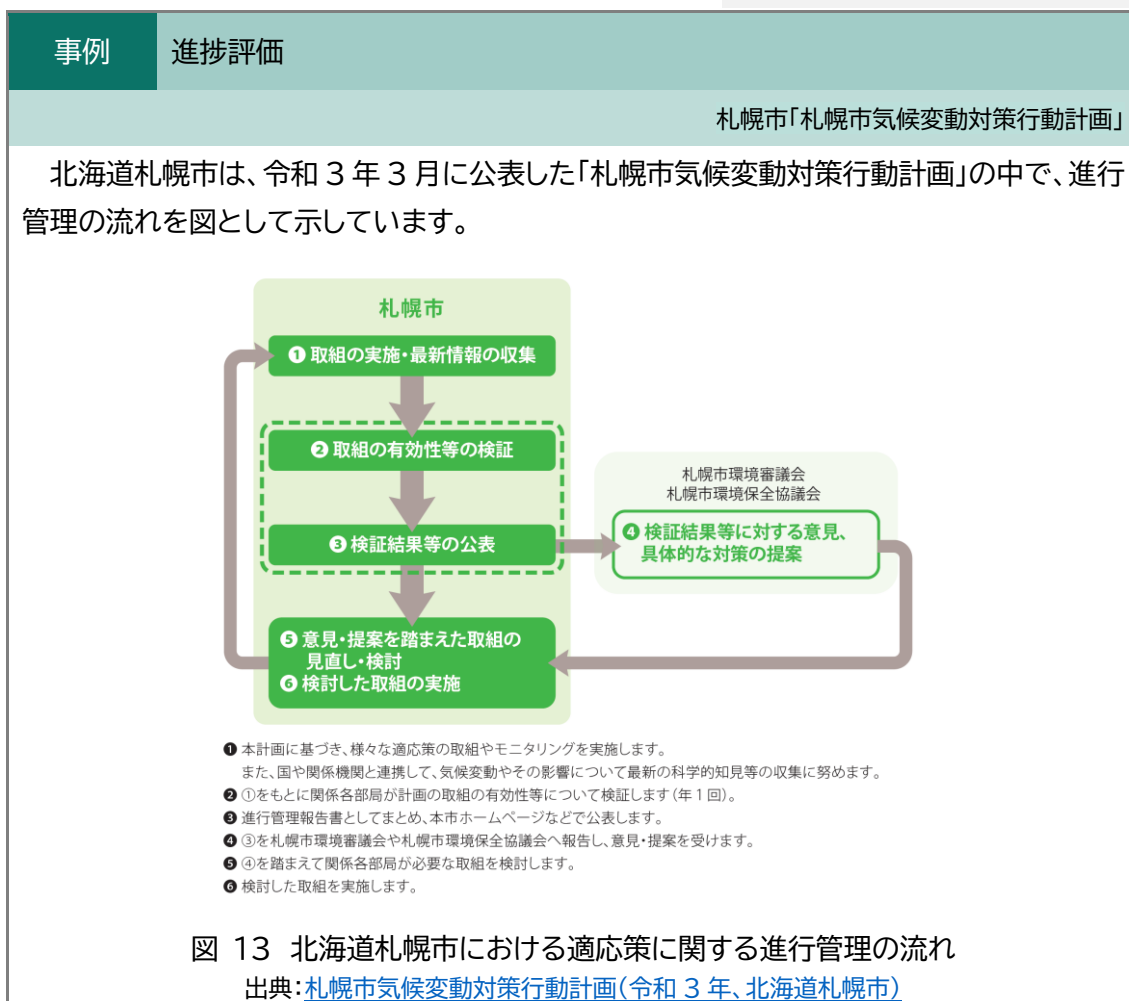 事例
進捗評価
札幌市「札幌市気候変動対策行動計画」
北海道札幌市は、令和３年３月に公表した「札幌市気候変動対策行動計画」の中で、進行
管理の流れを図として示しています。
札幌市
❶ 取組の実施・最新情報の収集
❷ 取組の有効性等の検証
❸ 検証結果等の公表
札幌市環境審議会
札幌市環境保全協議会
❹ 検証結果等に対する意見、
具体的な対策の提案
❺ 意見・提案を踏まえた取組の
見直し・検討
❻ 検討した取組の実施
❶ 本計画に基づき、様々な適応策の取組やモニタリングを実施します。
また、国や関係機関と連携して、気候変動やその影響について最新の科学的知見等の収集に努めます。
❷ ①をもとに関係各部局が計画の取組の有効性等について検証します（年１回）。
❸ 進行管理報告書としてまとめ、本市ホームページなどで公表します。
❹ ③を札幌市環境審議会や札幌市環境保全協議会へ報告し、意見・提案を受けます。
❺ ④を踏まえて関係各部局が必要な取組を検討します。
❻ 検討した取組を実施します。
図 13 北海道札幌市における適応策に関する進行管理の流れ
出典：札幌市気候変動対策行動計画（令和 3 年、北海道札幌市）